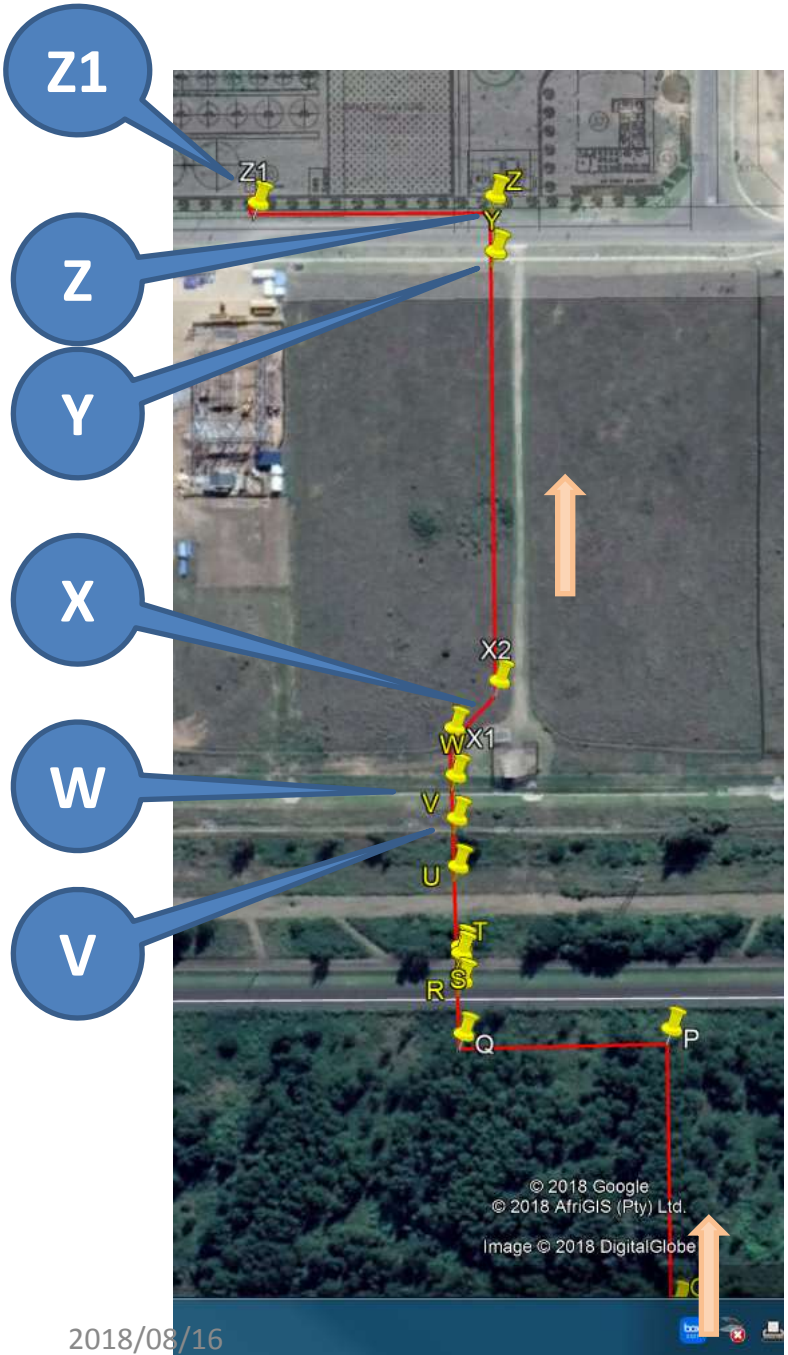 Z1
Z1
Z
Y
Z
Y
X
X2
X1
W
W
V
U
V
T
S
R
Q
P
© 2018 Google
© 2018 AfriGIS (Pty) Ltd.
Image © 2018 DigitalGlobe
2018/08/16